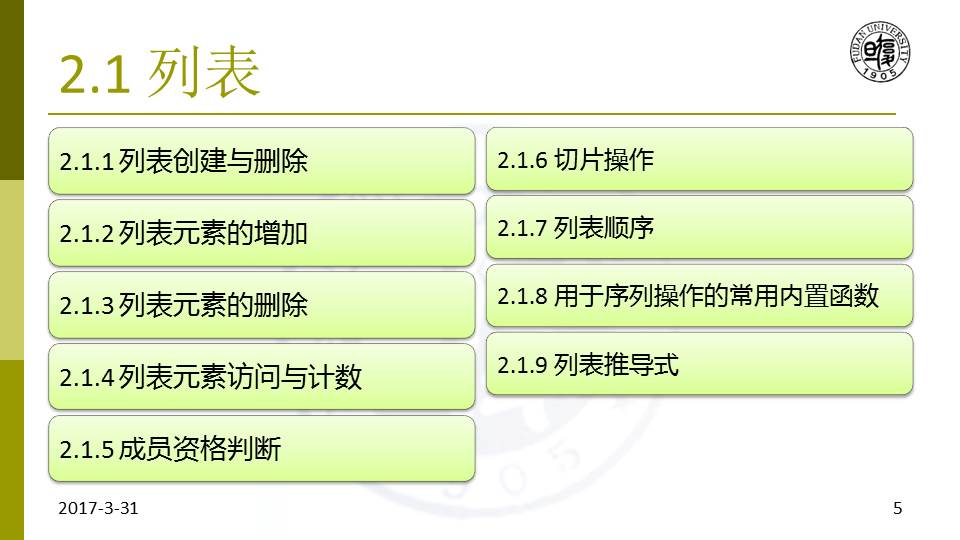 2.1 列表
FUDAN UNIVERSITY
1905
2.1.1 列表创建与删除
2.1.2 列表元素的增加
2.1.3 列表元素的删除
2.1.4 列表元素访问与计数
2.1.5 成员资格判断
2.1.6 切片操作
2.1.7 列表顺序
2.1.8 用于序列操作的常用内置函数
2.1.9 列表推导式
905
2017-3-31
5